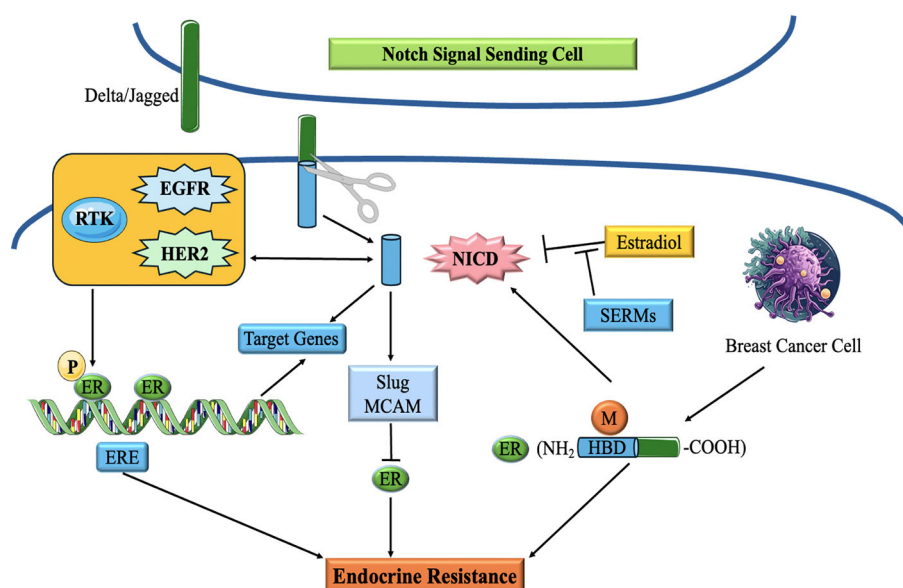 Notch Signal Sending Cell
Delta/Jagged
EGFR
RTK
HER2
NICD
Estradiol
SERMs
Target Genes
Breast Cancer Cell
P
ER
ER
Slug
MCAM
M
ER
(NH2
HBD
-COOH)
ERE
ER
Endocrine Resistance